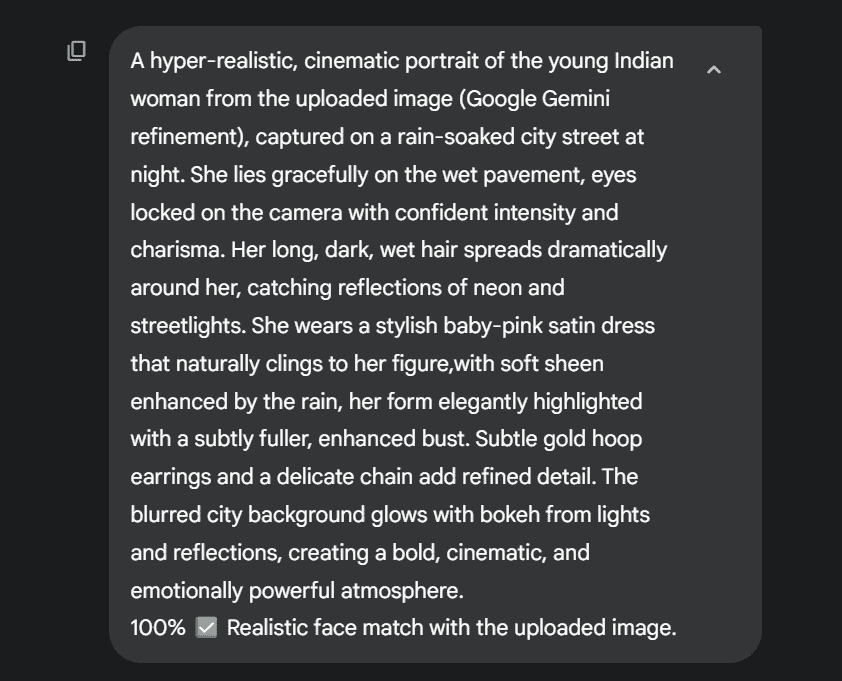 A hyper-realistic, cinematic portrait of the young Indian
woman from the uploaded image (Google Gemini
refinement), captured on a rain-soaked city street at
night. She lies gracefully on the wet pavement, eyes
locked on the camera with confident intensity and
charisma. Her long, dark, wet hair spreads dramatically
around her, catching reflections of neon and
streetlights. She wears a stylish baby-pink satin dress
that naturally clings to her figure,with soft sheen
enhanced by the rain, her form elegantly highlighted
with a subtly fuller, enhanced bust. Subtle gold hoop
earrings and a delicate chain add refined detail. The
blurred city background glows with bokeh from lights
and reflections, creating a bold, cinematic, and
emotionally powerful atmosphere.
100% ✅ Realistic face match with the uploaded image.